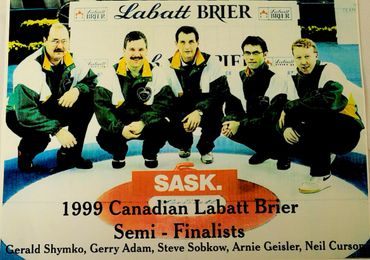 Labatt BRIER
SASK.
1999 Canadian Labatt Brier
Semi - Finalists
Gerald Shymko, Gerry Adam, Steve Sobkow, Arnie Geisler, Neil Curson